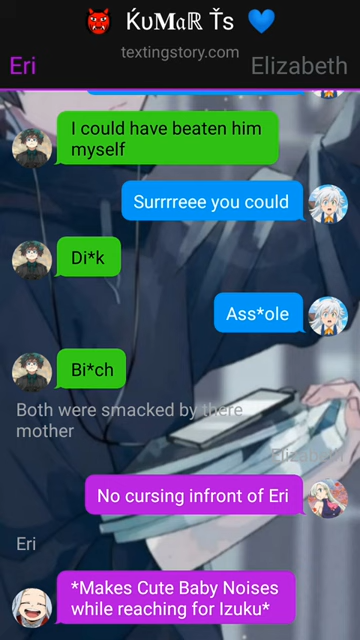 👹 ḰυMαℝ Ťs 💙
textingstory.com
Eri
Elizabeth
I could have beaten him
myself
Surrrreee you could
Di*k
Ass*ole
Bi*ch
Both were smacked by there
mother
Elizabeth
No cursing infront of Eri
Eri
*Makes Cute Baby Noises
while reaching for Izuku*